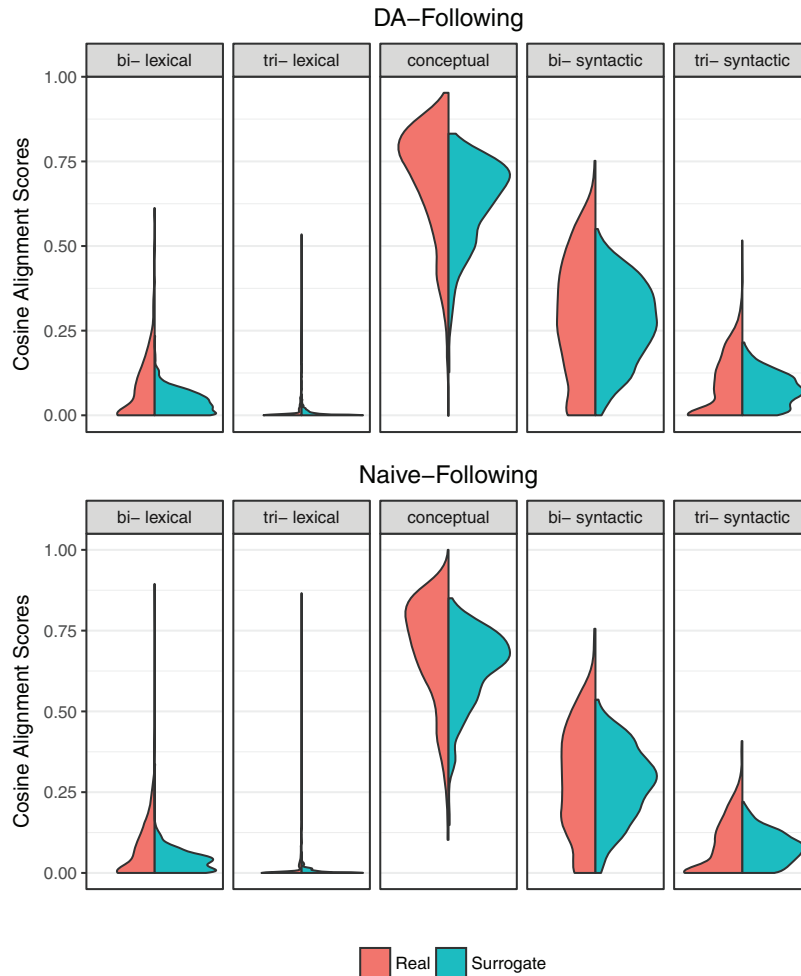 DA−Following
bi− lexical tri− lexical conceptual bi− syntactic tri− syntactic
1.00
0.75
0.50
0.25
0.00
Cosine Alignment Scores
Naive−Following
bi− lexical tri− lexical conceptual bi− syntactic tri− syntactic
1.00
0.75
0.50
0.25
0.00
Cosine Alignment Scores
Real Surrogate